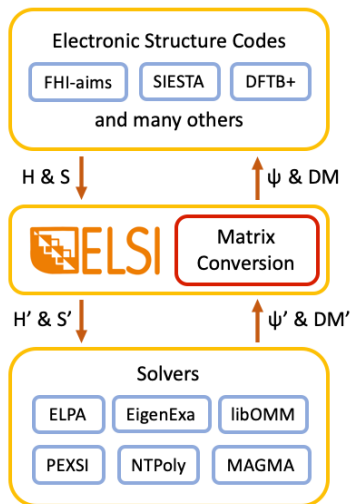 Electronic Structure Codes
FHI-aims SIESTA DFTB+
and many others
H & S ψ & DM
ELSI Matrix
Conversion
H’ & S’ ψ’ & DM’
Solvers
ELPA EigenExa libOMM
PEXSI NTPoly MAGMA